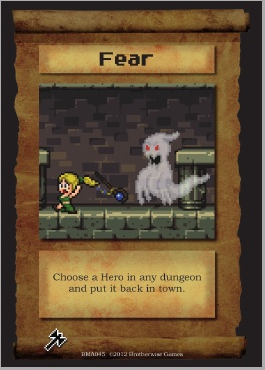 Fear
Choose a Hero in any dungeon
and put it back in town.
BMA045 ©2012 Brotherwise Games